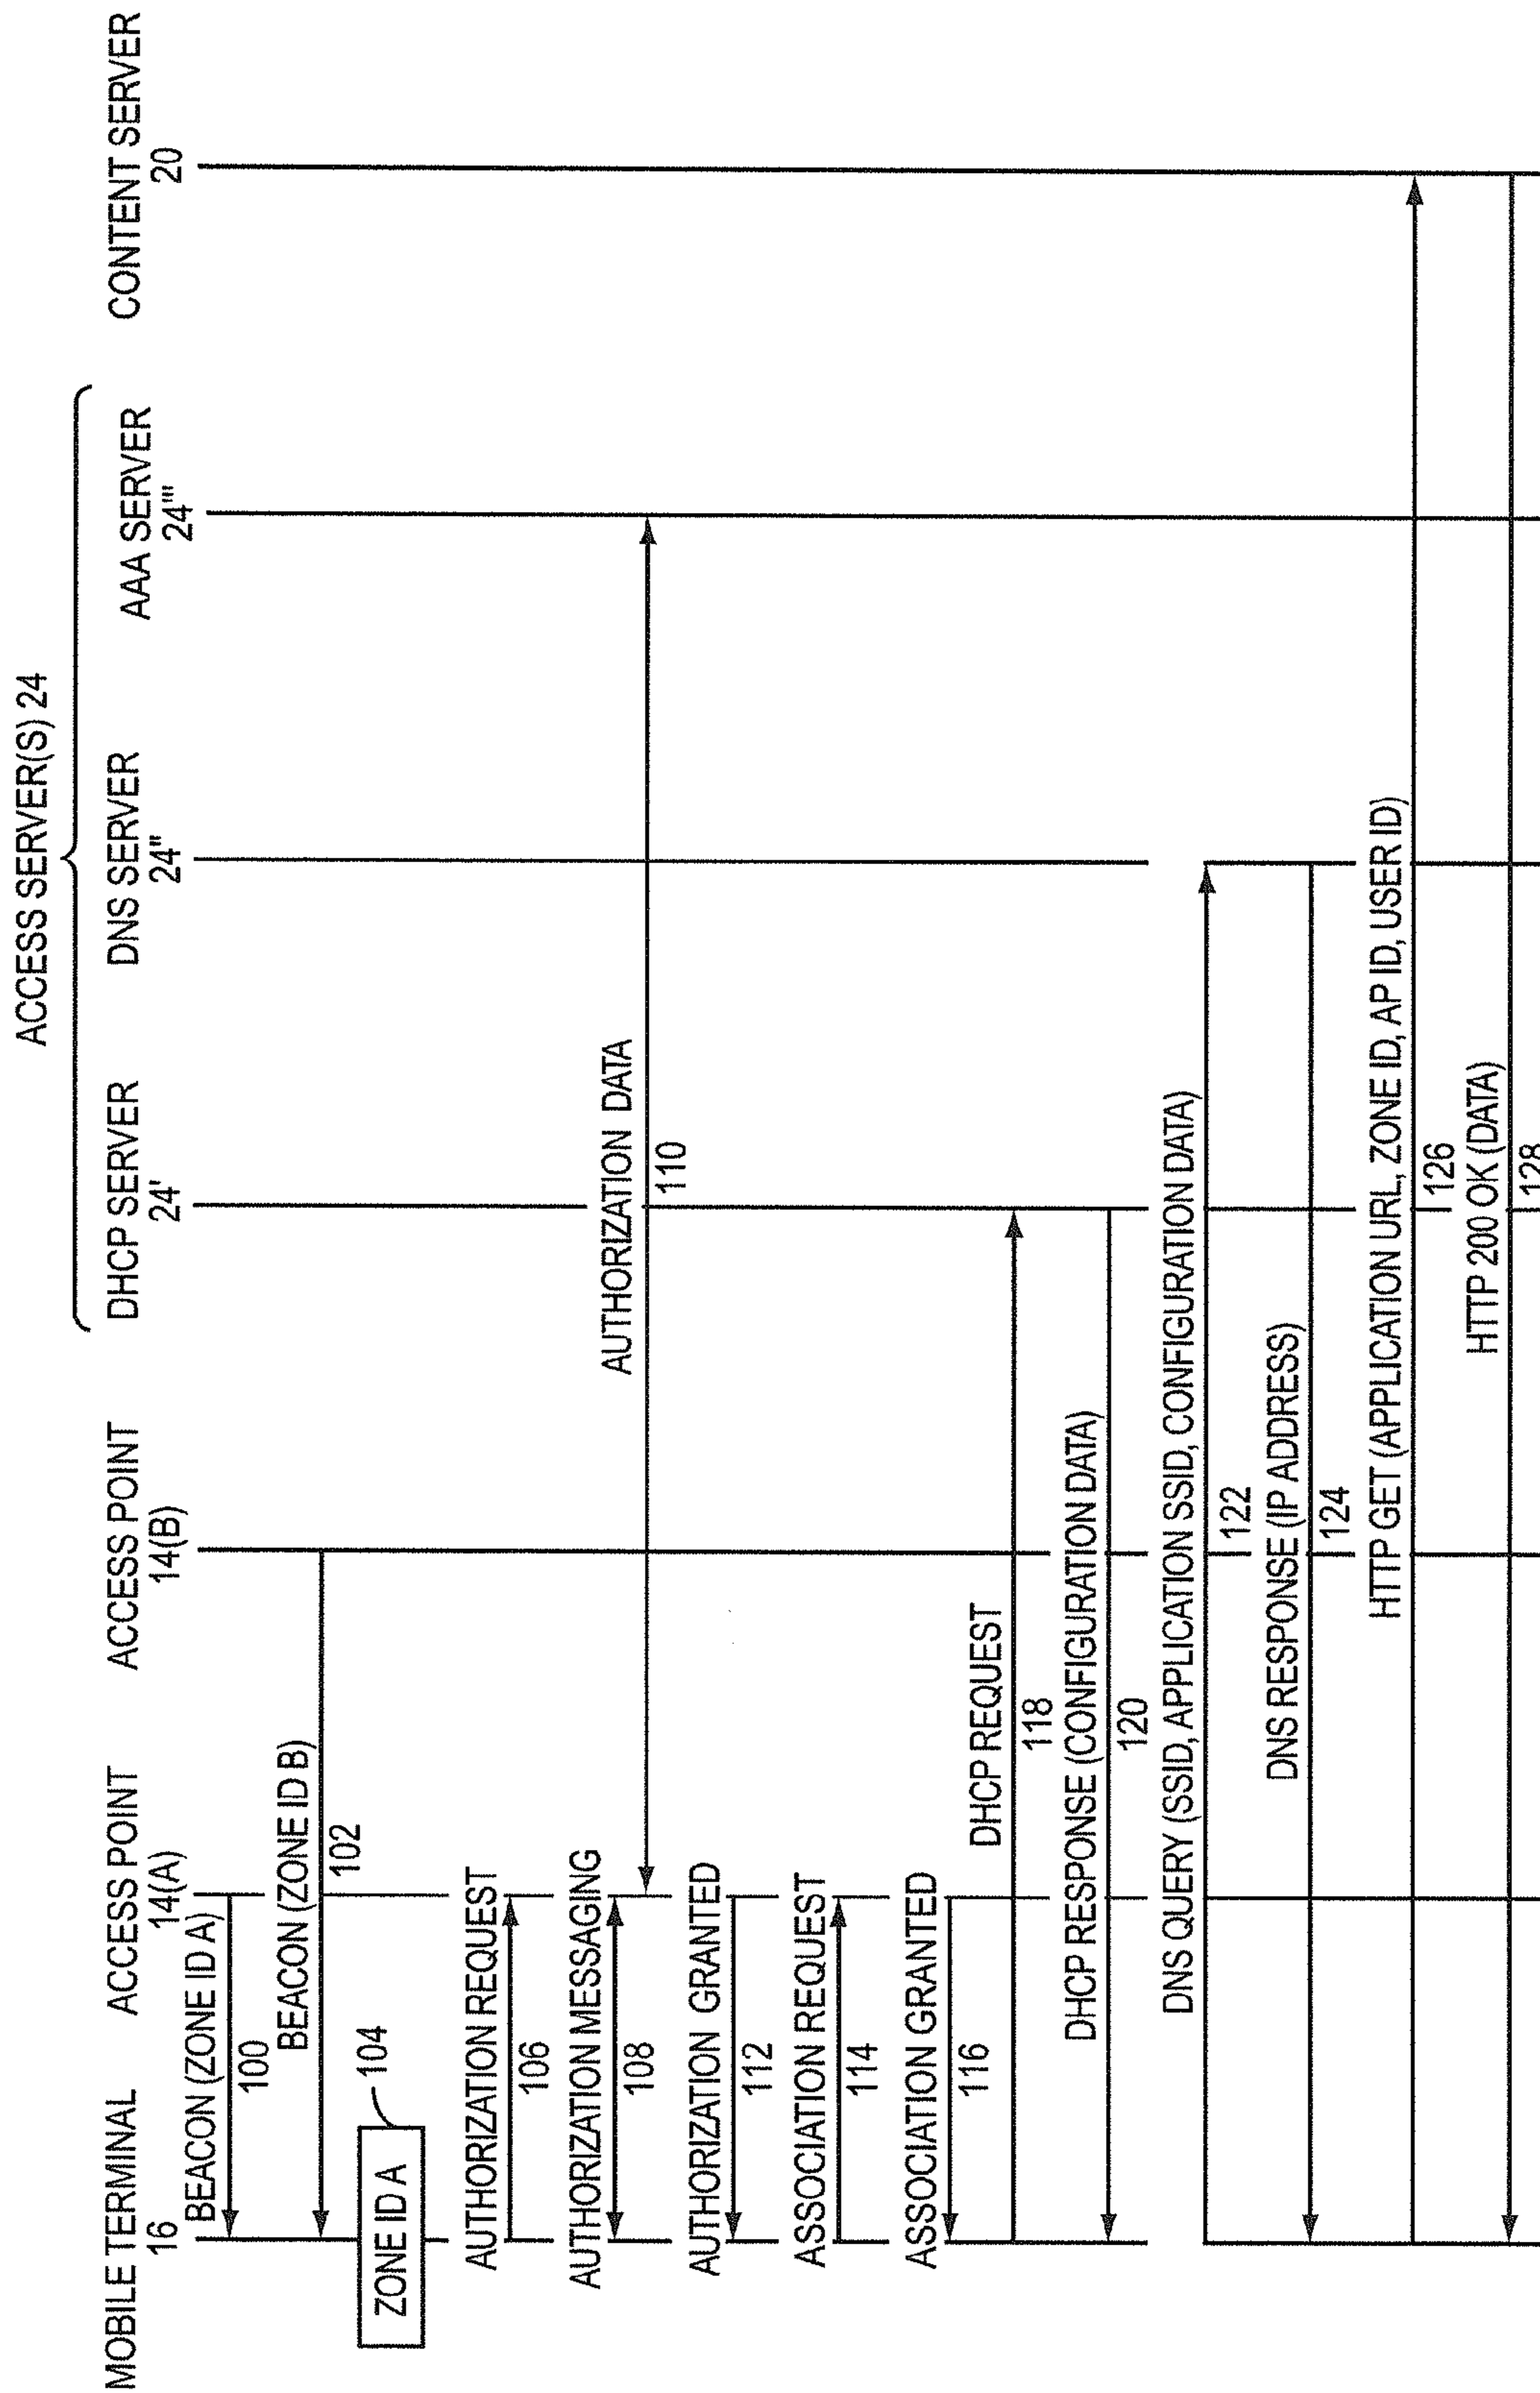 ACCESS SERVER(S) 24
MOBILE TERMINAL
16
ACCESS POINT
14(A)
ACCESS POINT
14(B)
DHCP SERVER
24'
DNS SERVER
24"
AAA SERVER
24'''
CONTENT SERVER
20
BEACON (ZONE ID A)
100
BEACON (ZONE ID B)
102
ZONE ID A
104
AUTHORIZATION REQUEST
106
AUTHORIZATION MESSAGING
108
AUTHORIZATION DATA
110
AUTHORIZATION GRANTED
112
ASSOCIATION REQUEST
114
ASSOCIATION GRANTED
116
DHCP REQUEST
118
DHCP RESPONSE (CONFIGURATION DATA)
120
DNS QUERY (SSID, APPLICATION SSID, CONFIGURATION DATA)
122
DNS RESPONSE (IP ADDRESS)
124
HTTP GET (APPLICATION URL, ZONE ID, AP ID, USER ID)
126
HTTP 200 OK (DATA)
128